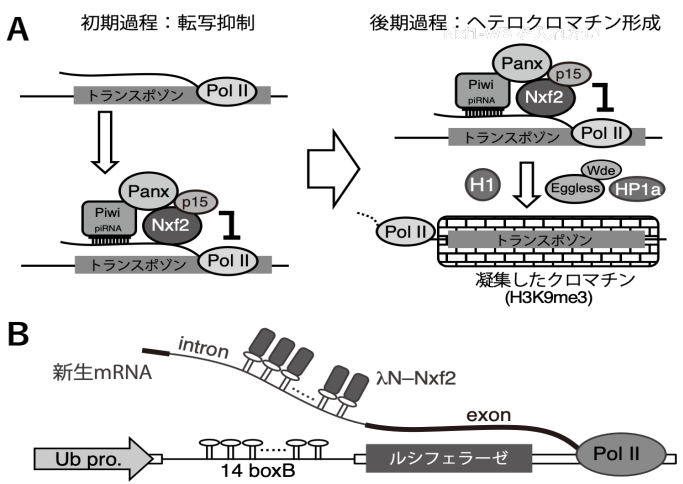 A
初期過程：転写抑制
Pol II
トランスポゾン
Panx
p15
Piwi
piRNA
Nxf2
Pol II
トランスポゾン
後期過程：ヘテロクロマチン形成
Panx
p15
Piwi
piRNA
Nxf2
Pol II
トランスポゾン
H1
Wde
Eggless
HP1a
Pol II
トランスポゾン
凝集したクロマチン
(H3K9me3)
B
intron
新生mRNA
λN–Nxf2
exon
Ub pro.
14 boxB
ルシフェラーゼ
Pol II